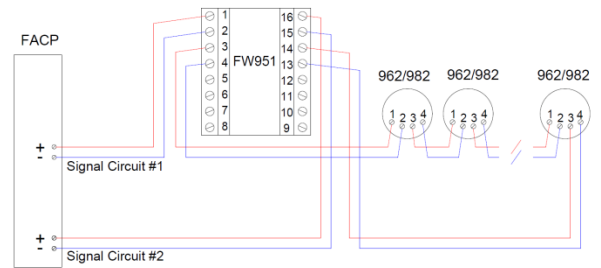 FACP
1 16
2 15
3 14
4 FW951 13
5 12
6 11
7 10
8 9
962/982 962/982 962/982
1 2 3 4 1 2 3 4 1 2 3 4
+
-
Signal Circuit #1
+
-
Signal Circuit #2